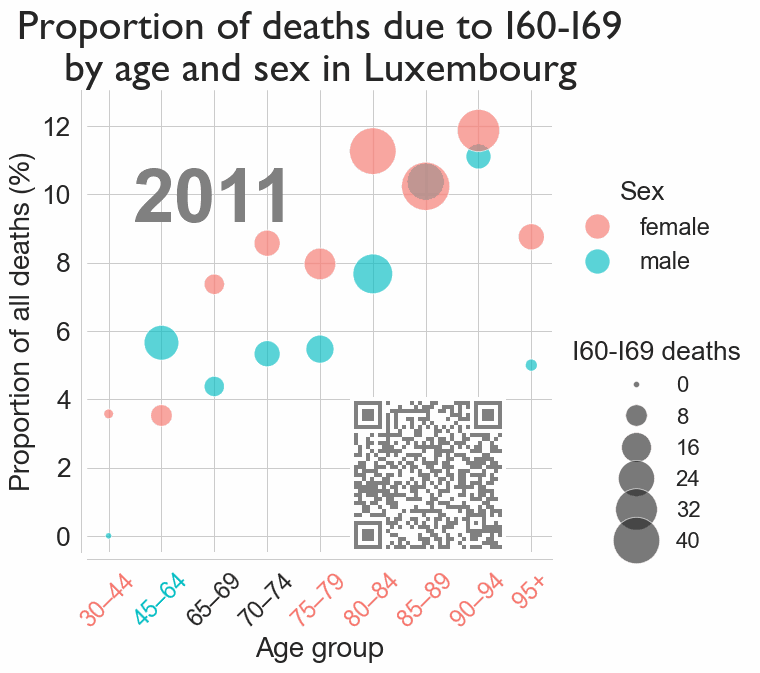 Proportion of deaths due to I60-I69
by age and sex in Luxembourg
Proportion of all deaths (%)
12
10
8
6
4
2
0
2011
30–44
45–64
65–69
70–74
75–79
80–84
85–89
90–94
95+
Age group
Sex
female
male
I60-I69 deaths
0
8
16
24
32
40